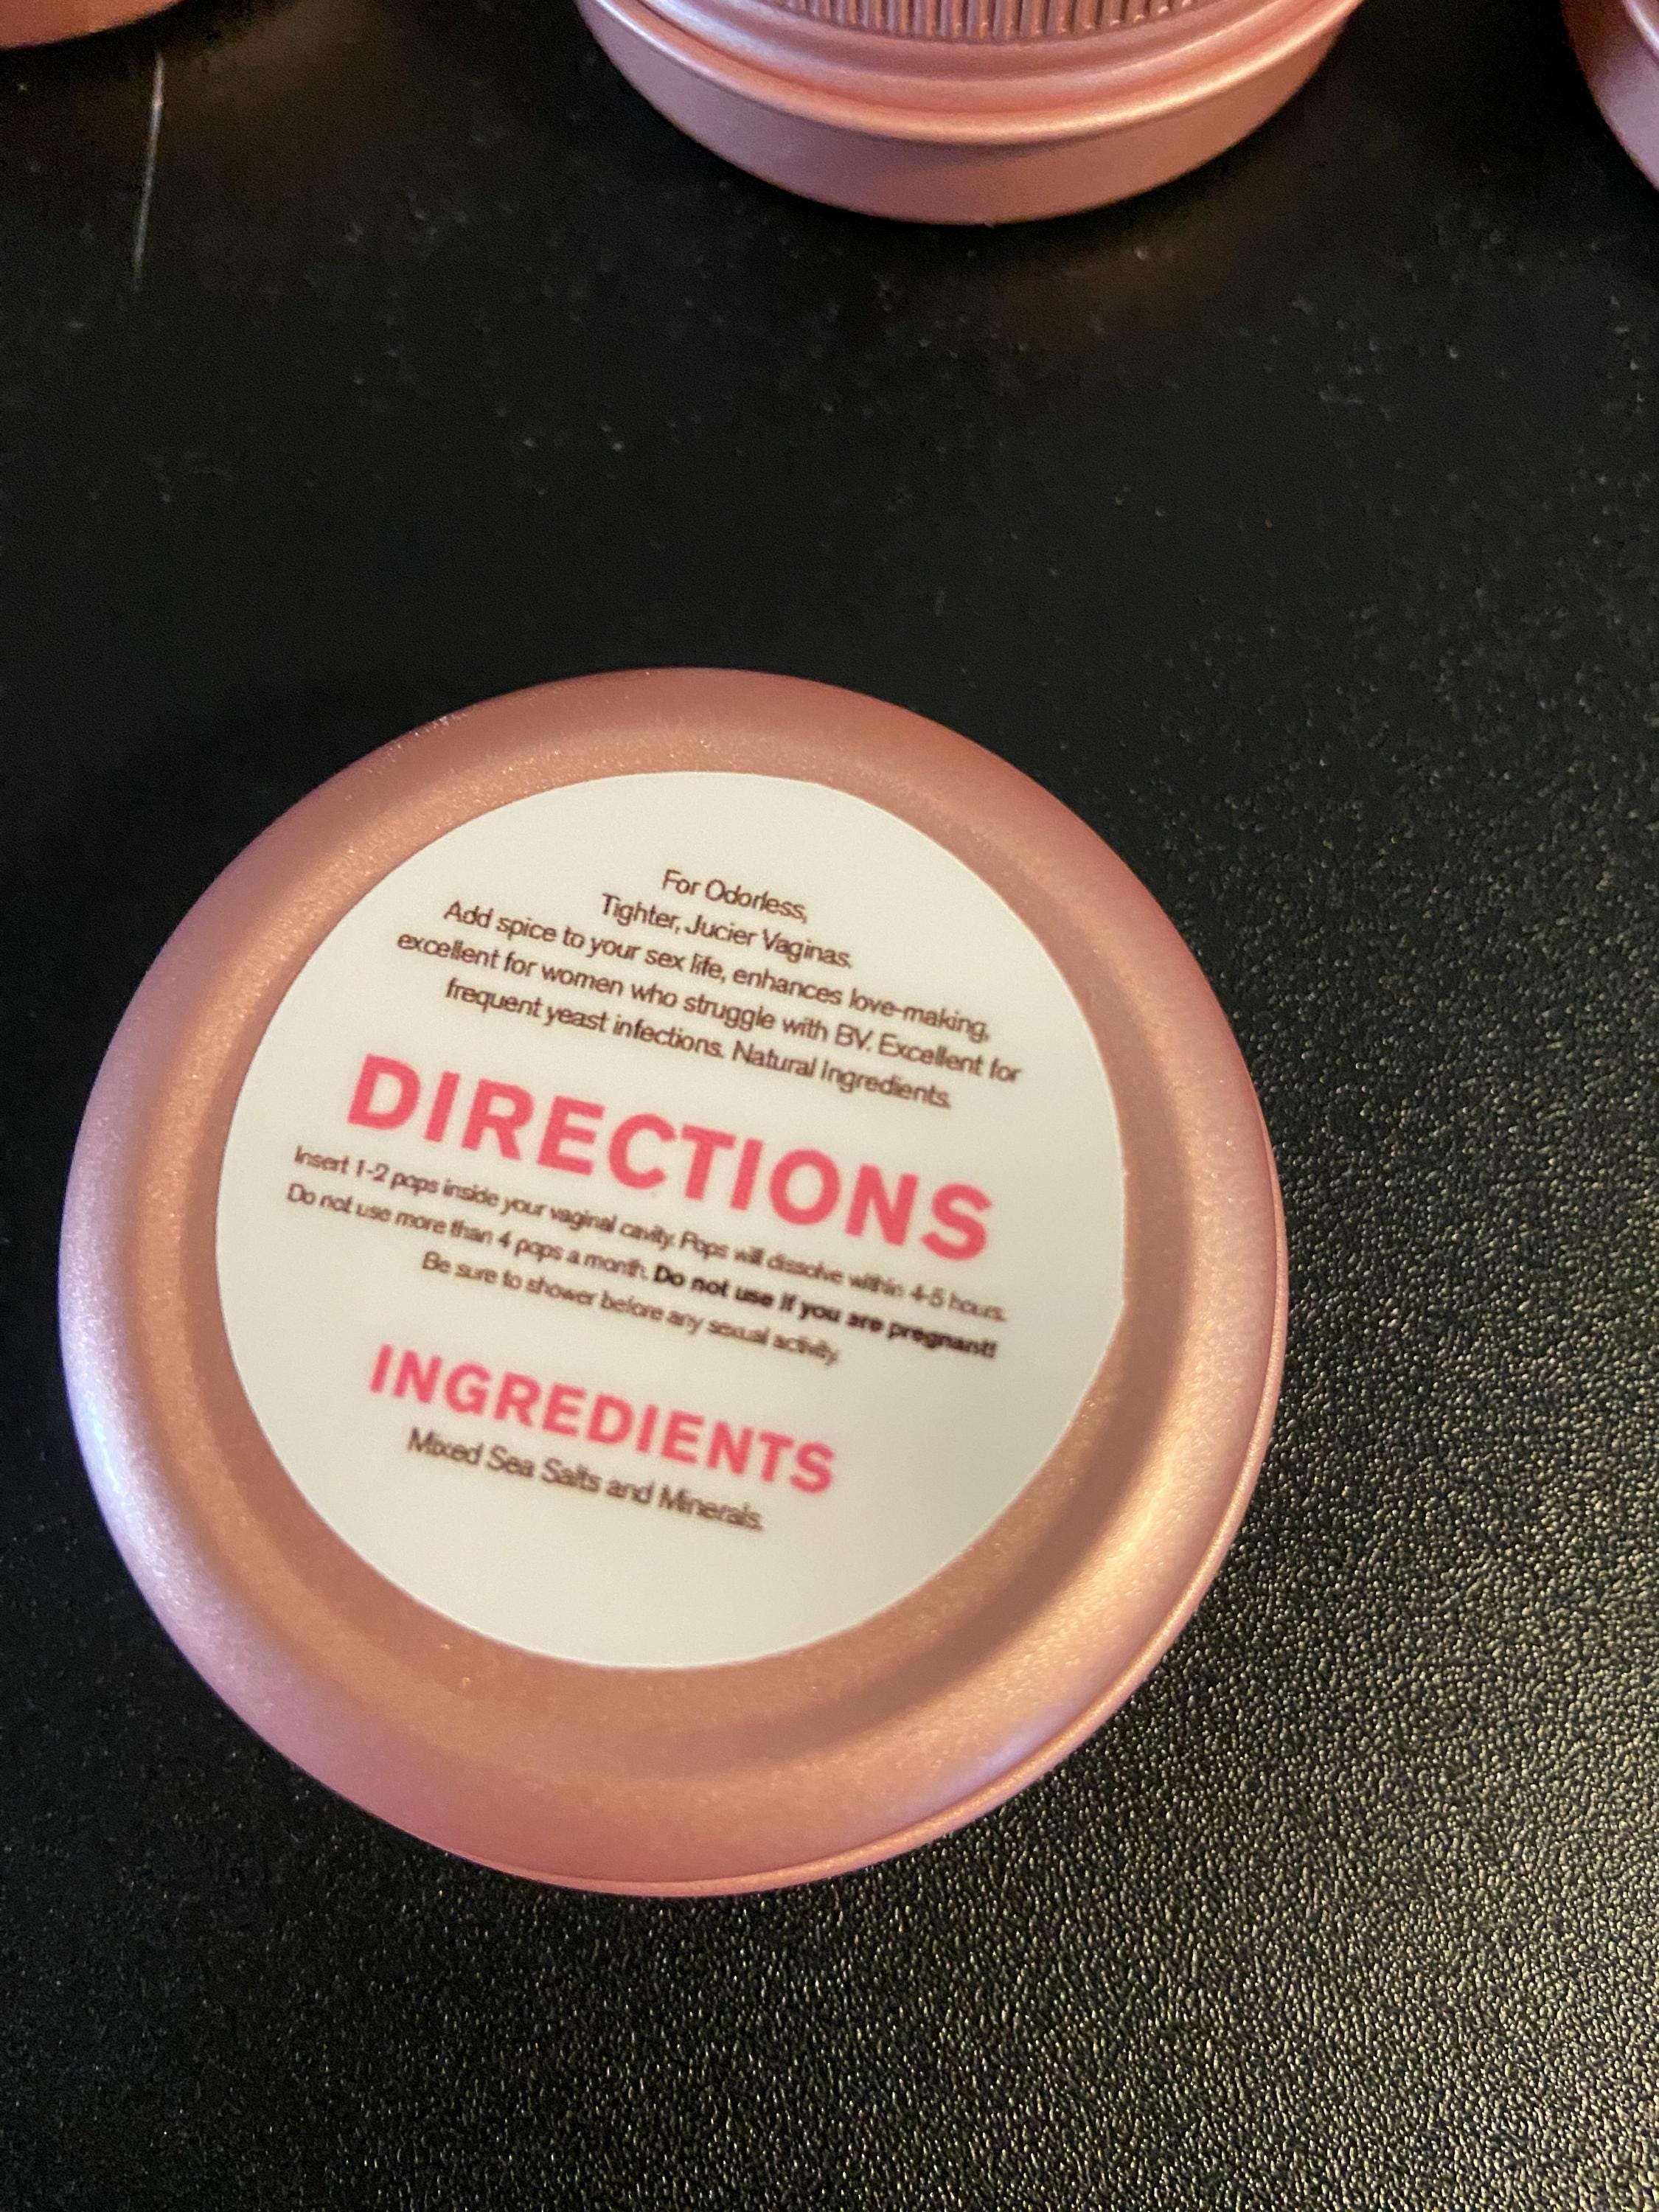 For Odorless,
Tighter, Jucier Vaginas.
Add spice to your sex life, enhances love-making,
excellent for women who struggle with BV. Excellent for
frequent yeast infections. Natural Ingredients.
DIRECTIONS
Insert 1-2 pops inside your vaginal cavity. Pops will dissolve within 4-5 hours.
Do not use more than 4 pops a month. Do not use if you are pregnant!
Be sure to shower before any sexual activity.
INGREDIENTS
Mixed Sea Salts and Minerals.